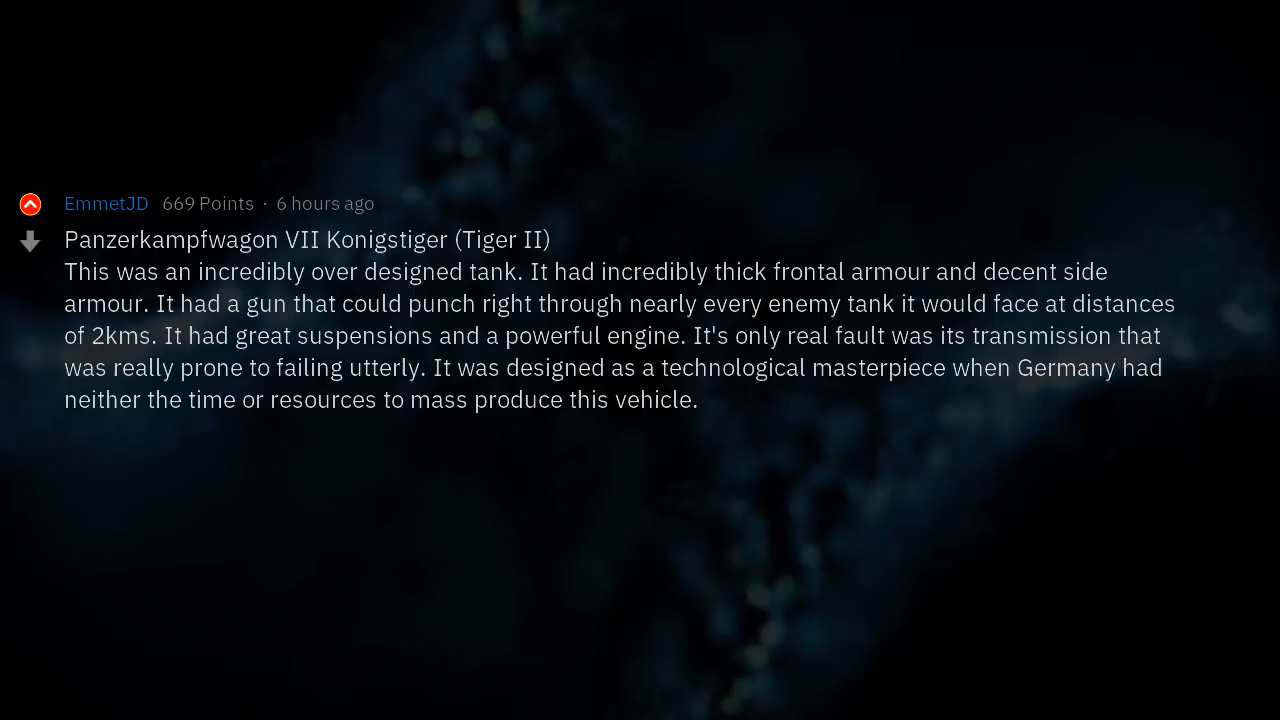 EmmetJD 669 Points · 6 hours ago
Panzerkampfwagon VII Konigstiger (Tiger II)
This was an incredibly over designed tank. It had incredibly thick frontal armour and decent side
armour. It had a gun that could punch right through nearly every enemy tank it would face at distances
of 2kms. It had great suspensions and a powerful engine. It's only real fault was its transmission that
was really prone to failing utterly. It was designed as a technological masterpiece when Germany had
neither the time or resources to mass produce this vehicle.